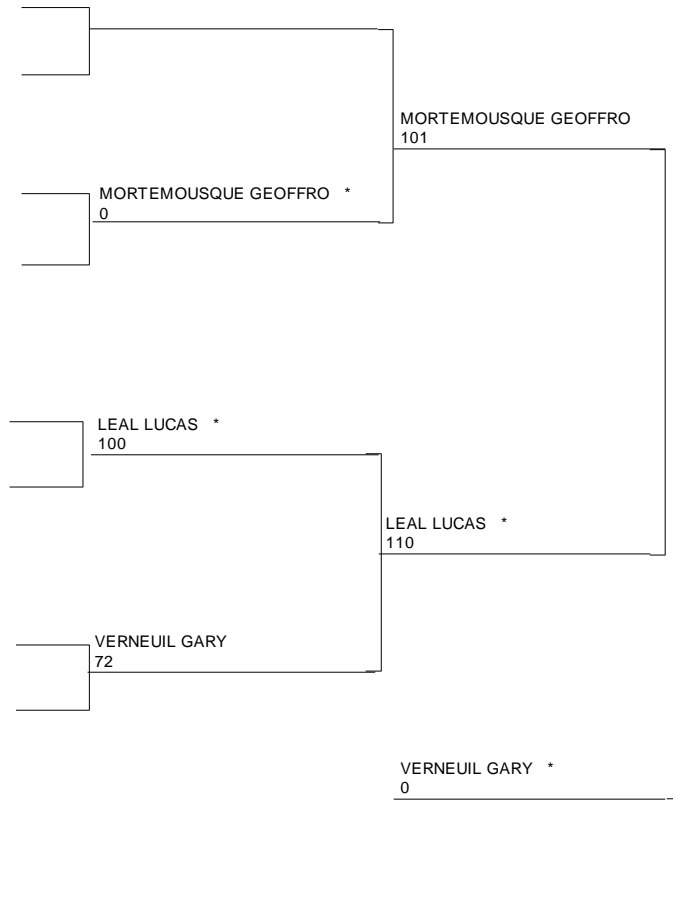 MORTEMOUSQUE GEOFFRO
101
MORTEMOUSQUE GEOFFRO *
0
LEAL LUCAS *
100
LEAL LUCAS *
110
VERNEUIL GARY
72
VERNEUIL GARY *
0